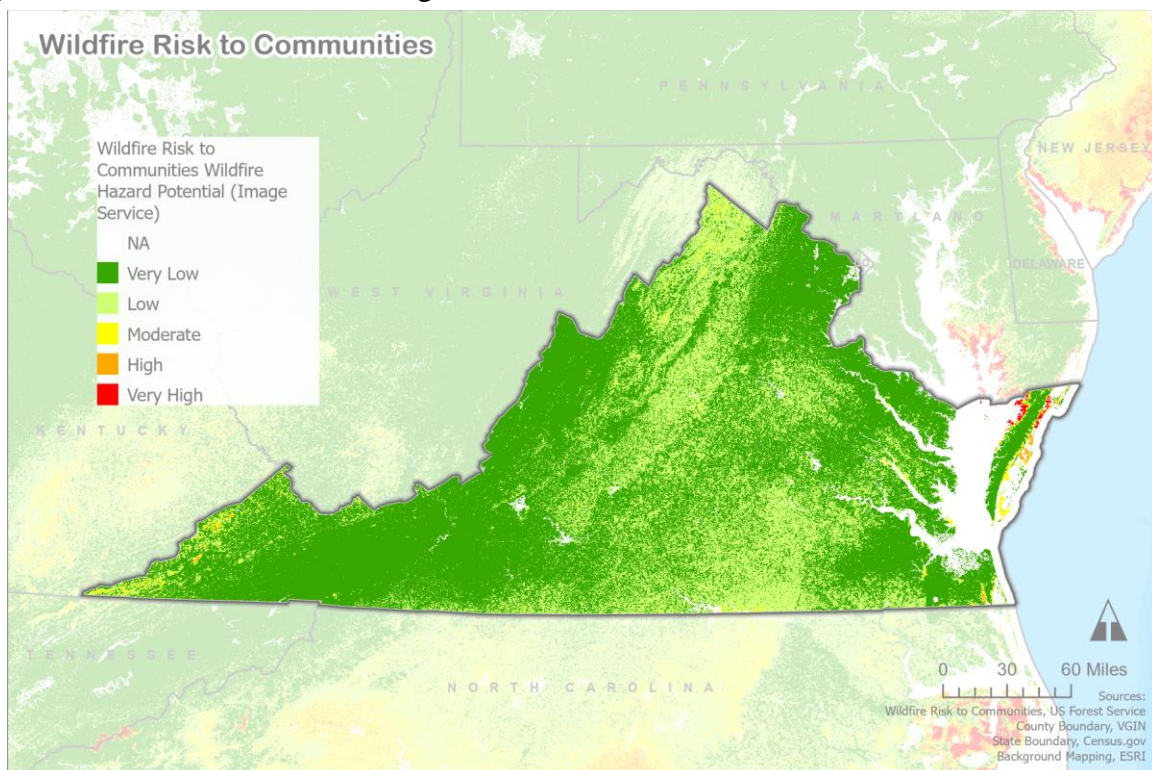 Wildfire Risk to Communities
PENNSYLVANIA
OHIO
NEW JERSEY
Wildfire Risk to
Communities Wildfire
Hazard Potential (Image
Service)
NA
Very Low
Low
Moderate
High
Very High
MARYLAND
DELAWARE
WEST VIRGINIA
KENTUCKY
TENNESSEE
NORTH CAROLINA
0 30 60 Miles
Sources:
Wildfire Risk to Communities, US Forest Service
County Boundary, VGIN
State Boundary, Census.gov
Background Mapping, ESRI